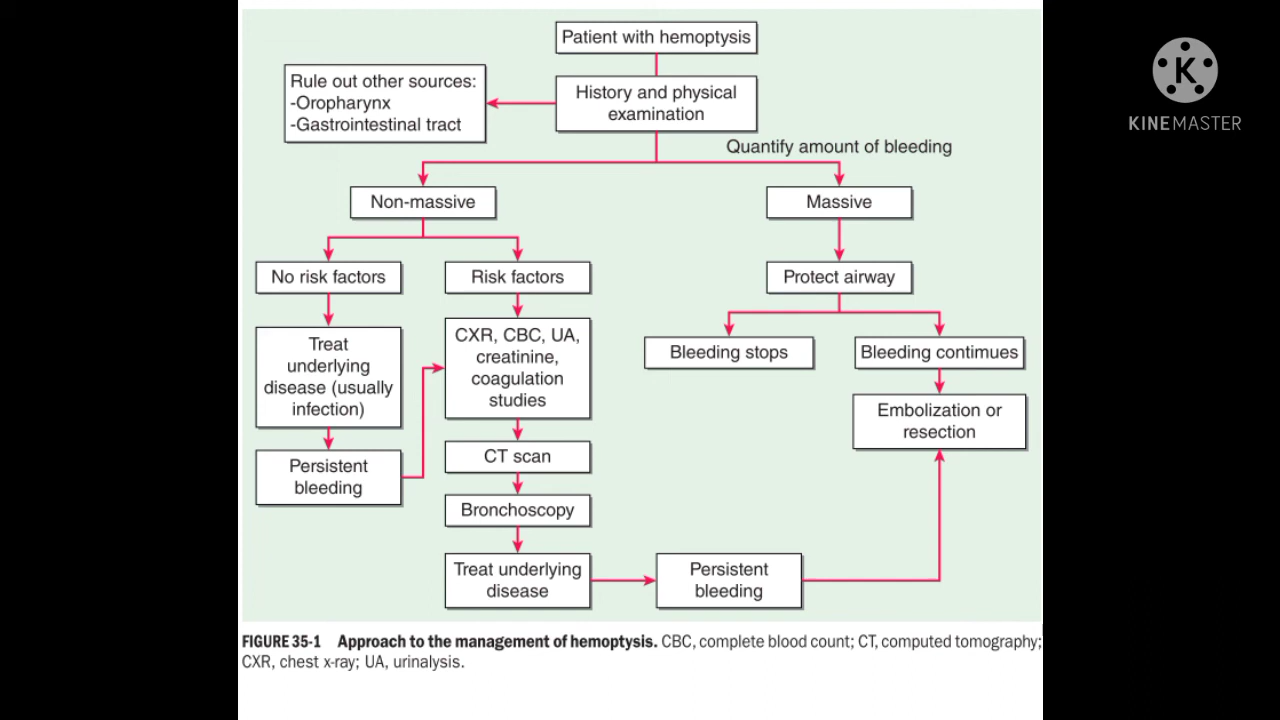 Patient with hemoptysis
Rule out other sources:
-Oropharynx
-Gastrointestinal tract
History and physical
examination
Quantify amount of bleeding
Non-massive
Massive
No risk factors
Risk factors
Protect airway
Treat
underlying
disease (usually
infection)
CXR, CBC, UA,
creatinine,
coagulation
studies
Bleeding stops
Bleeding contimues
Embolization or
resection
Persistent
bleeding
CT scan
Bronchoscopy
Treat underlying
disease
Persistent
bleeding
FIGURE 35-1 Approach to the management of hemoptysis. CBC, complete blood count; CT, computed tomography;
CXR, chest x-ray; UA, urinalysis.
K
KINEMASTER